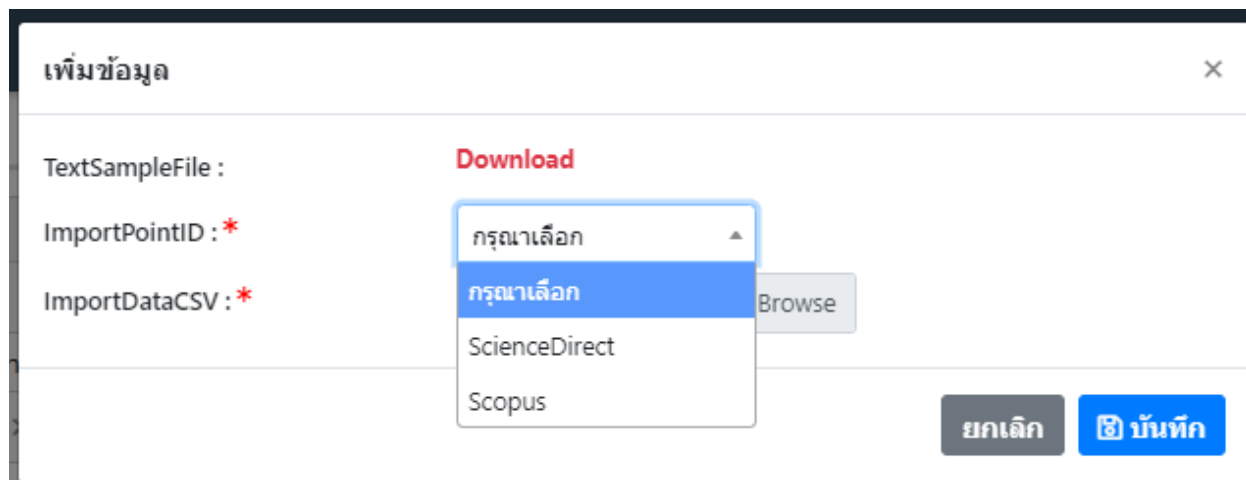 เพิ่มข้อมูล ×
TextSampleFile : Download
ImportPointID : * กรุณาเลือก
กรุณาเลือก
ImportDataCSV : * Browse
ScienceDirect
Scopus
ยกเลิก บันทึก